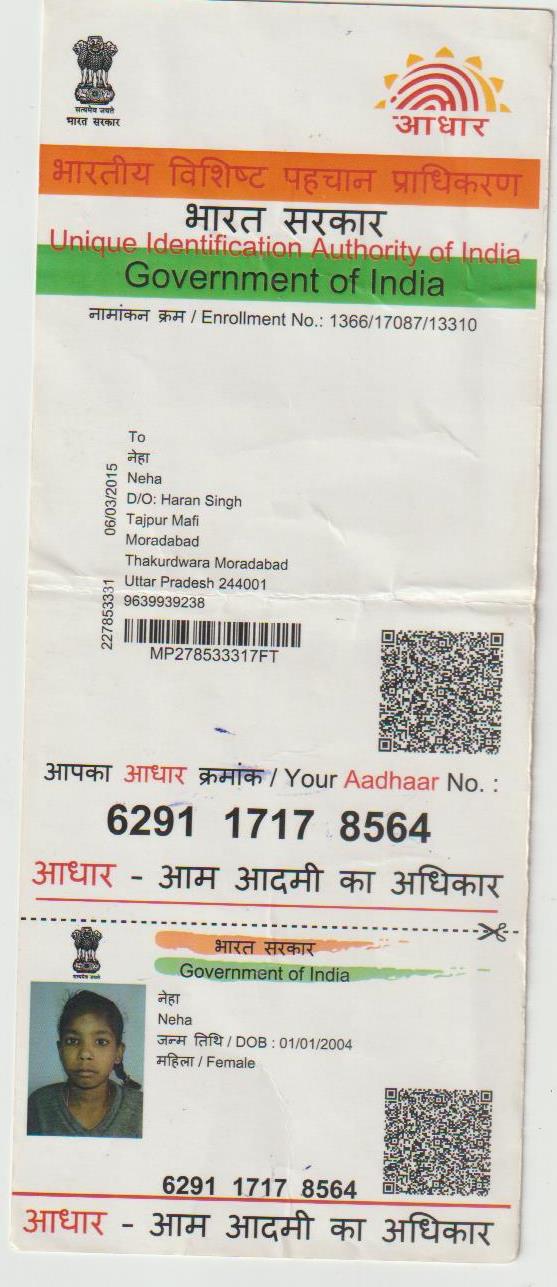 सत्यमेव जयते
भारत सरकार
आधार
भारतीय विशिष्ट पहचान प्राधिकरण
भारत सरकार
Unique Identification Authority of India
Government of India
नामांकन क्रम / Enrollment No.: 1366/17087/13310
To
नेहा
Neha
D/O: Haran Singh
Tajpur Mafi
Moradabad
Thakurdwara Moradabad
Uttar Pradesh 244001
9639939238
227853331 06/03/2015
MP278533317FT
आपका आधार क्रमांक / Your Aadhaar No. :
6291 1717 8564
आधार - आम आदमी का अधिकार
भारत सरकार
Government of India
नेहा
Neha
जन्म तिथि / DOB : 01/01/2004
महिला / Female
6291 1717 8564
आधार - आम आदमी का अधिकार